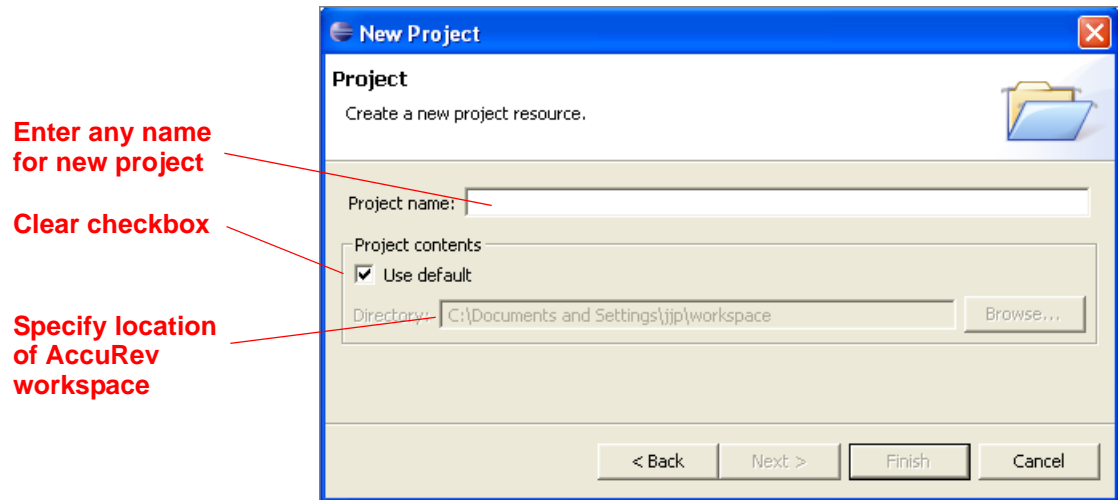 New Project
Project
Create a new project resource.
Enter any name
for new project
Project name:
Clear checkbox
Project contents
Use default
Specify location
of AccuRev
workspace
Directory:
C:\Documents and Settings\jjp\workspace
Browse...
< Back
Next >
Finish
Cancel